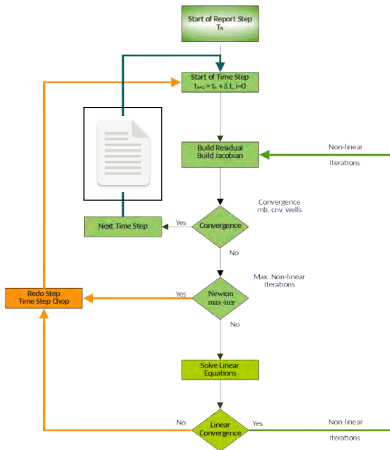 Start of Report Step
T
Start of Time Step
Build Residual
Build Jacobian
Non-linear
Iterations
Convergence
mb, cnv, wells
Next Time Step
Yes
Convergence
No
Max Non-linear
Iterations
Redo Step
Time Step Chop
Yes
Newton
max-iter
No
Solve Linear
Equations
No
Linear
Convergence
Yes
Non-linear
Iterations